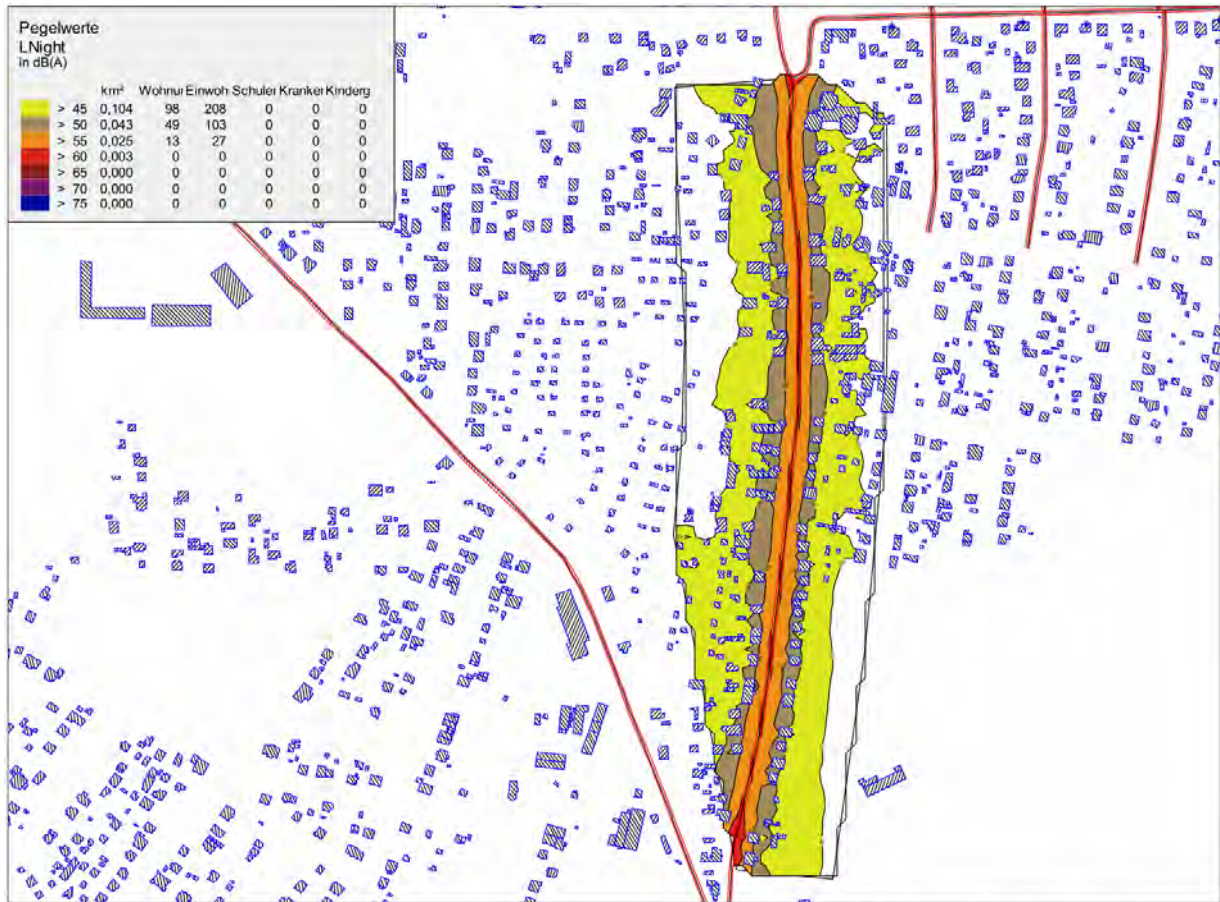 Pegelwerte
LNight
in dB(A)
km² Wohnur Einwoh Schuler Kranker Kinderg
> 45 0,104 98 208 0 0 0
> 50 0,043 49 103 0 0 0
> 55 0,025 13 27 0 0 0
> 60 0,003 0 0 0 0 0
> 65 0,000 0 0 0 0 0
> 70 0,000 0 0 0 0 0
> 75 0,000 0 0 0 0 0